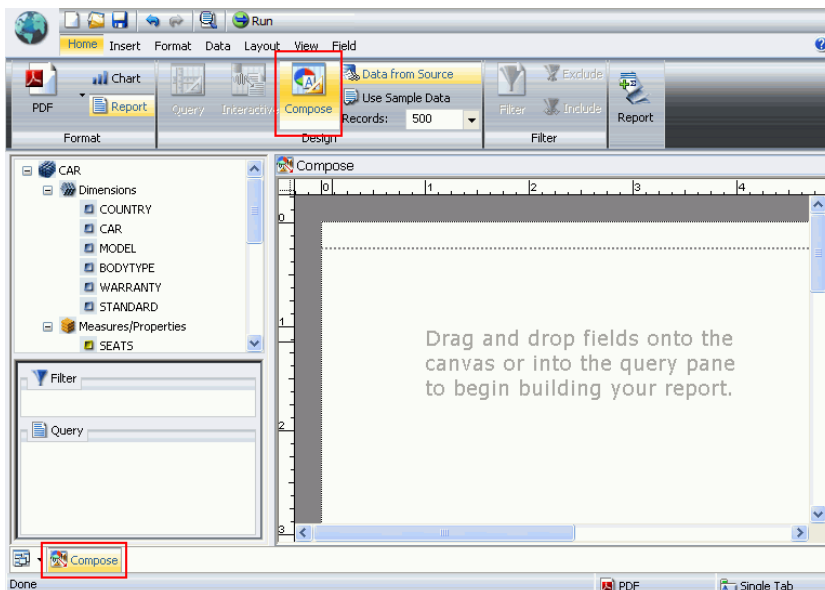 Run
Home Insert Format Data Layout View Field
PDF
Chart
Report
Query
Interactive
Compose
Data from Source
Use Sample Data
Records: 500
Filter
Exclude
Include
Report
Format
Design
Filter
CAR
Dimensions
COUNTRY
CAR
MODEL
BODYTYPE
WARRANTY
STANDARD
Measures/Properties
SEATS
Filter
Query
Compose
0 1 2 3 4
0
1
2
3
Drag and drop fields onto the
canvas or into the query pane
to begin building your report.
Compose
Done
PDF
Single Tab